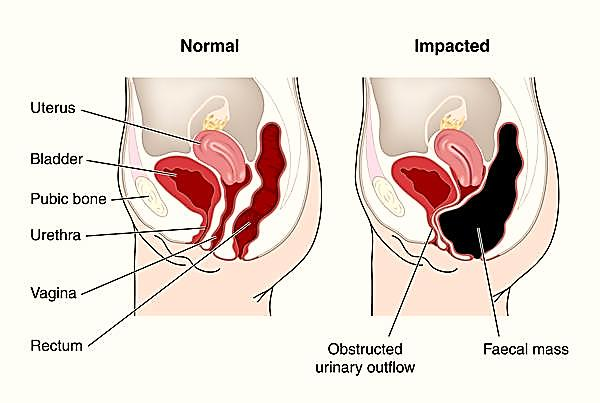 Normal
Impacted
Uterus
Bladder
Pubic bone
Urethra
Vagina
Rectum
Obstructed
urinary outflow
Faecal mass